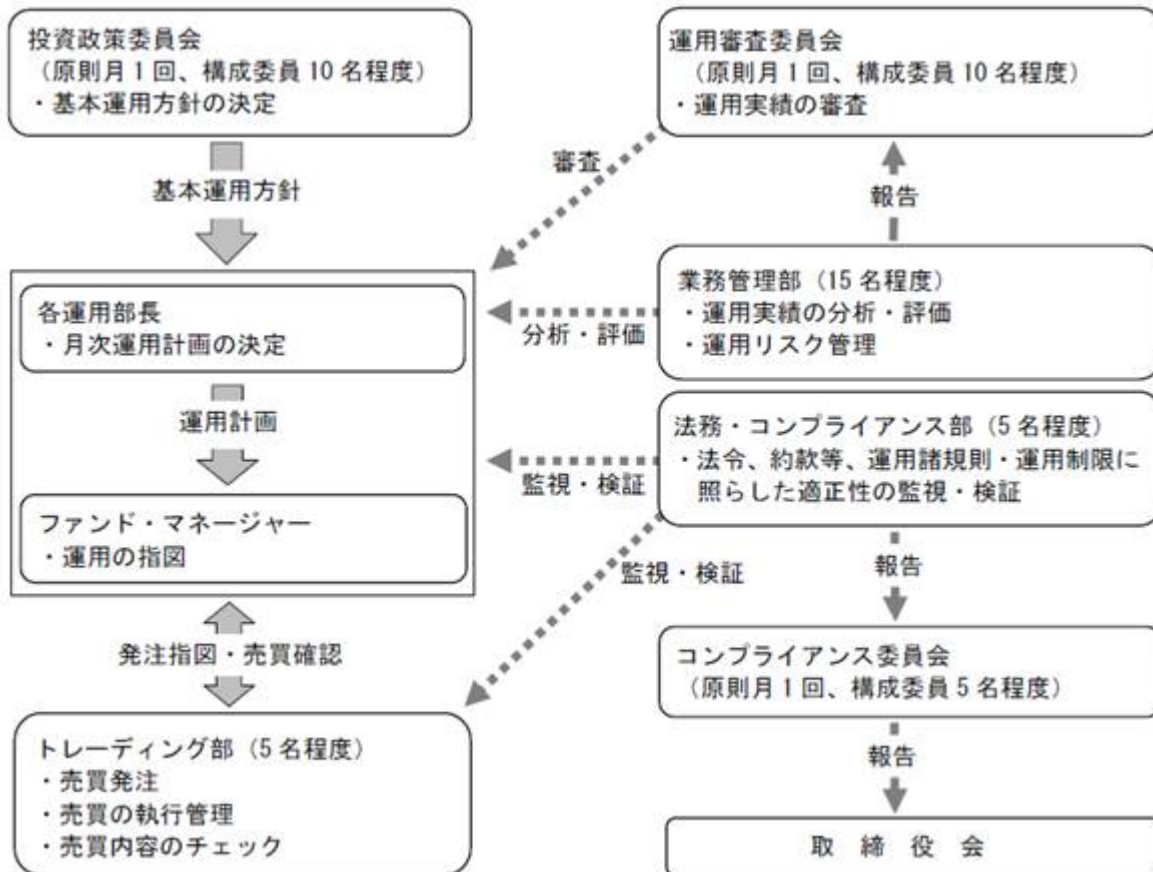 投資政策委員会
（原則月1回、構成委員10名程度）
・基本運用方針の決定
基本運用方針
各運用部長
・月次運用計画の決定
運用計画
ファンド・マネージャー
・運用の指図
発注指図・売買確認
トレーディング部（5名程度）
・売買発注
・売買の執行管理
・売買内容のチェック
運用審査委員会
（原則月1回、構成委員10名程度）
・運用実績の審査
審査
報告
業務管理部（15名程度）
・運用実績の分析・評価
・運用リスク管理
分析・評価
法務・コンプライアンス部（5名程度）
・法令、約款等、運用諸規則・運用制限に
照らした適正性の監視・検証
監視・検証
監視・検証
報告
コンプライアンス委員会
（原則月1回、構成委員5名程度）
報告
取　締　役　会